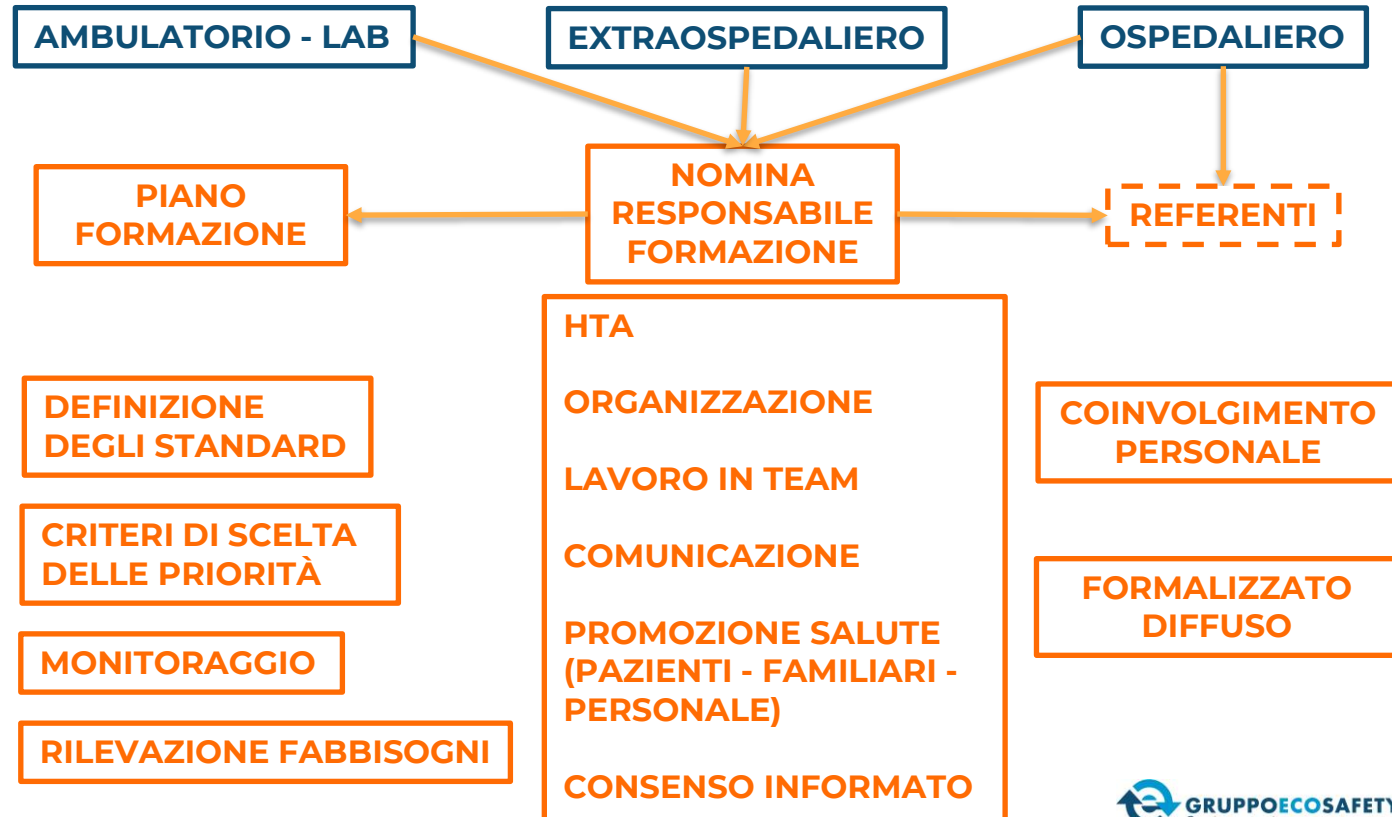 AMBULATORIO - LAB
EXTRAOSPEDALIERO
OSPEDALIERO
PIANO
FORMAZIONE
NOMINA
RESPONSABILE
FORMAZIONE
REFERENTI
HTA
ORGANIZZAZIONE
LAVORO IN TEAM
COMUNICAZIONE
PROMOZIONE SALUTE
(PAZIENTI - FAMILIARI -
PERSONALE)
CONSENSO INFORMATO
DEFINIZIONE
DEGLI STANDARD
CRITERI DI SCELTA
DELLE PRIORITÀ
MONITORAGGIO
RILEVAZIONE FABBISOGNI
COINVOLGIMENTO
PERSONALE
FORMALIZZATO
DIFFUSO
GRUPPOECOSAFETY